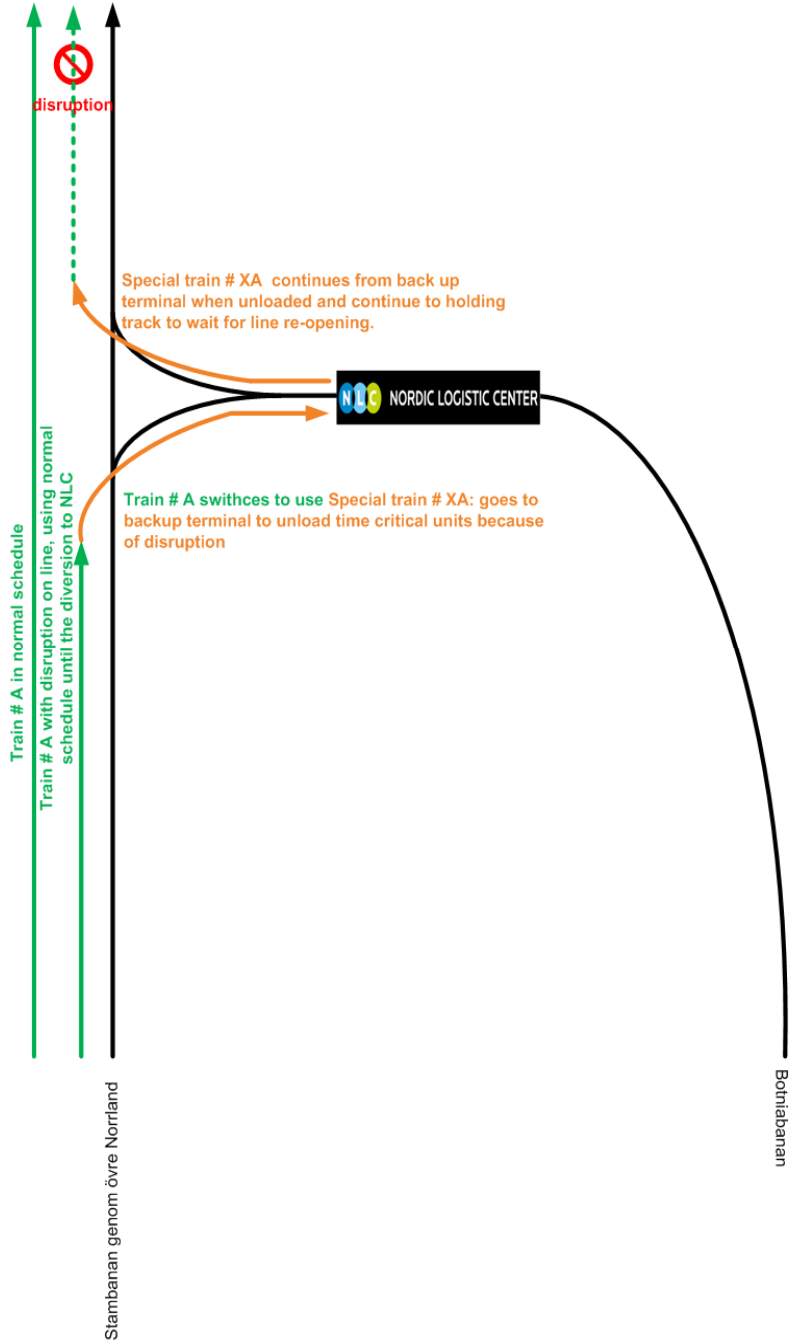 disruption
Special train # XA  continues from back up
terminal when unloaded and continue to holding
track to wait for line re-opening.
NLC NORDIC LOGISTIC CENTER
Train # A swithces to use Special train # XA: goes to
backup terminal to unload time critical units because
of disruption
Train # A in normal schedule
Train # A with disruption on line, using normal
schedule until the diversion to NLC
Stambanan genom övre Norrland
Botniabanan